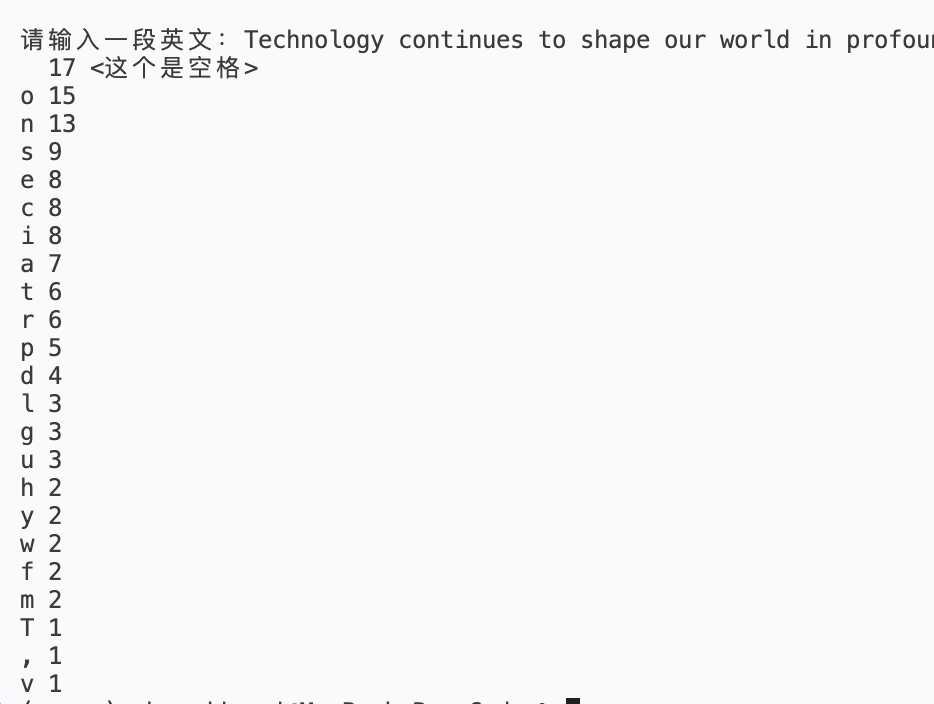 请输入一段英文: Technology continues to shape our world in
17 <这个是空格>
o 15
n 13
s 9
e 8
c 8
i 8
a 7
t 6
r 6
p 5
d 4
l 3
g 3
u 3
h 2
y 2
w 2
f 2
m 2
T 1
, 1
v 1